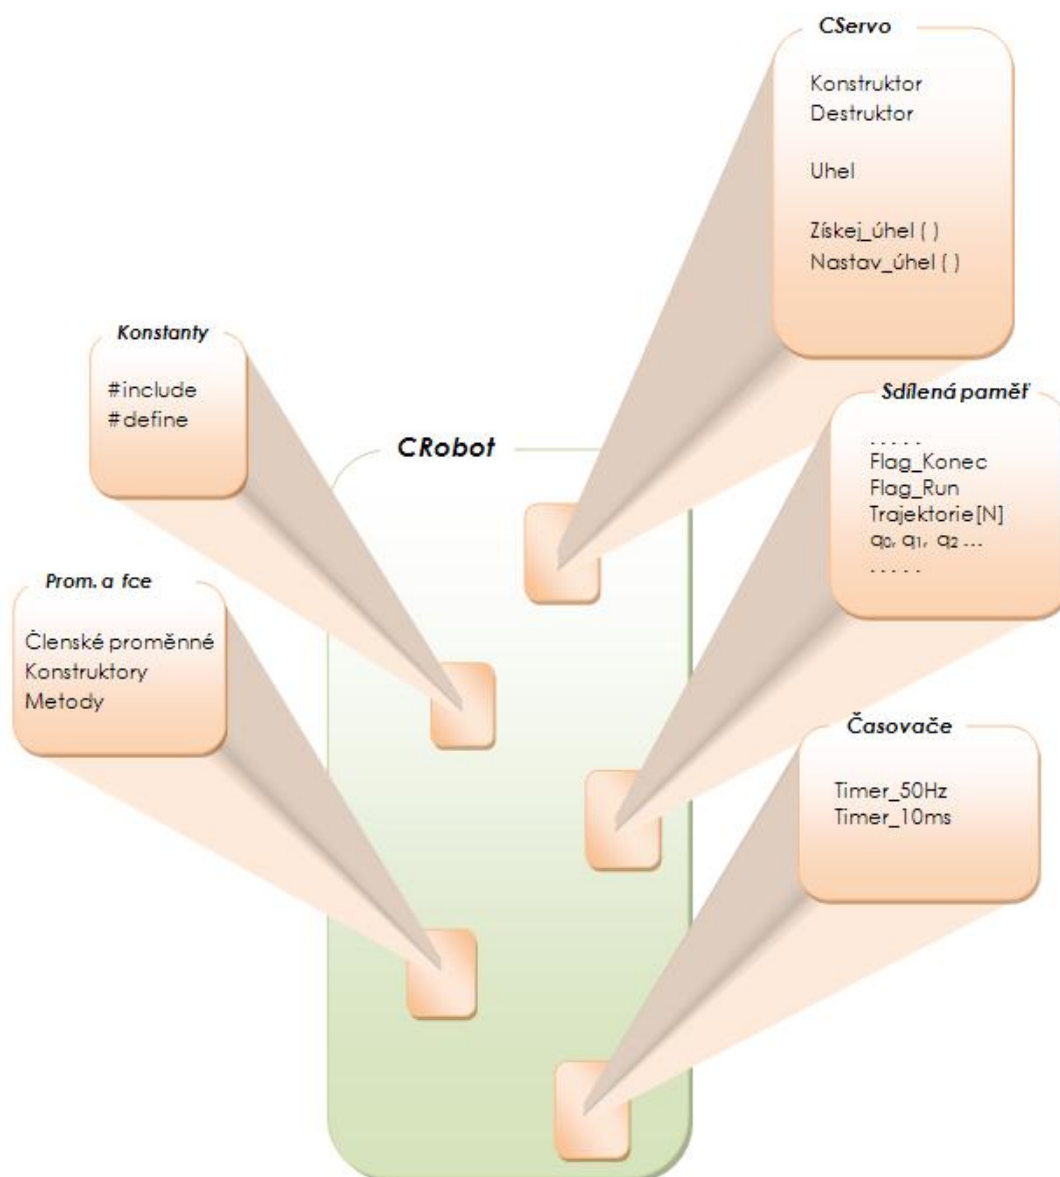 CServo
Konstruktor
Destruktor
Uhel
Získej_úhel ( )
Nastav_úhel ( )
Konstanty
#include
#define
Sdílená paměť
. . . . .
Flag_Konec
Flag_Run
Trajektorie[N]
q₀, q₁, q₂ ...
. . . . .
CRobot
Prom. a fce
Členské proměnné
Konstruktory
Metody
Časovače
Timer_50Hz
Timer_10ms